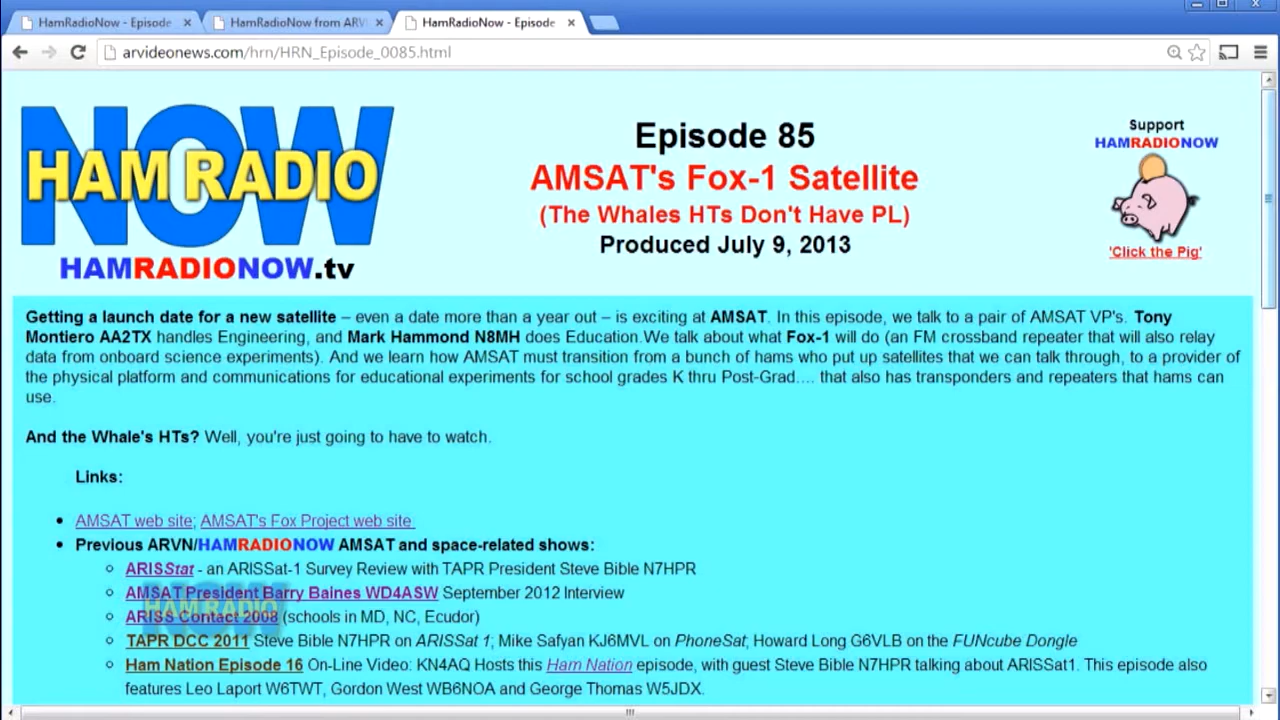 HamRadioNow - Episode
HamRadioNow from ARV
HamRadioNow - Episode
arvideonews.com/hrn/HRN_Episode_0085.html
NOW
HAM RADIO
HAMRADIONOW.tv
Episode 85
AMSAT's Fox-1 Satellite
(The Whales HTs Don't Have PL)
Produced July 9, 2013
Support
HAMRADIONOW
'Click the Pig'
Getting a launch date for a new satellite – even a date more than a year out – is exciting at AMSAT. In this episode, we talk to a pair of AMSAT VP's. Tony
Montiero AA2TX handles Engineering, and Mark Hammond N8MH does Education.We talk about what Fox-1 will do (an FM crossband repeater that will also relay
data from onboard science experiments). And we learn how AMSAT must transition from a bunch of hams who put up satellites that we can talk through, to a provider of
the physical platform and communications for educational experiments for school grades K thru Post-Grad.... that also has transponders and repeaters that hams can
use.
And the Whale's HTs? Well, you're just going to have to watch.
Links:
AMSAT web site; AMSAT's Fox Project web site
Previous ARVN/HAMRADIONOW AMSAT and space-related shows:
ARISStat - an ARISSat-1 Survey Review with TAPR President Steve Bible N7HPR
AMSAT President Barry Baines WD4ASW September 2012 Interview
ARISS Contact 2008 (schools in MD, NC, Ecudor)
TAPR DCC 2011 Steve Bible N7HPR on ARISSat 1; Mike Safyan KJ6MVL on PhoneSat; Howard Long G6VLB on the FUNcube Dongle
Ham Nation Episode 16 On-Line Video: KN4AQ Hosts this Ham Nation episode, with guest Steve Bible N7HPR talking about ARISSat1. This episode also
features Leo Laport W6TWT, Gordon West WB6NOA and George Thomas W5JDX.
NOW
HAM RADIO